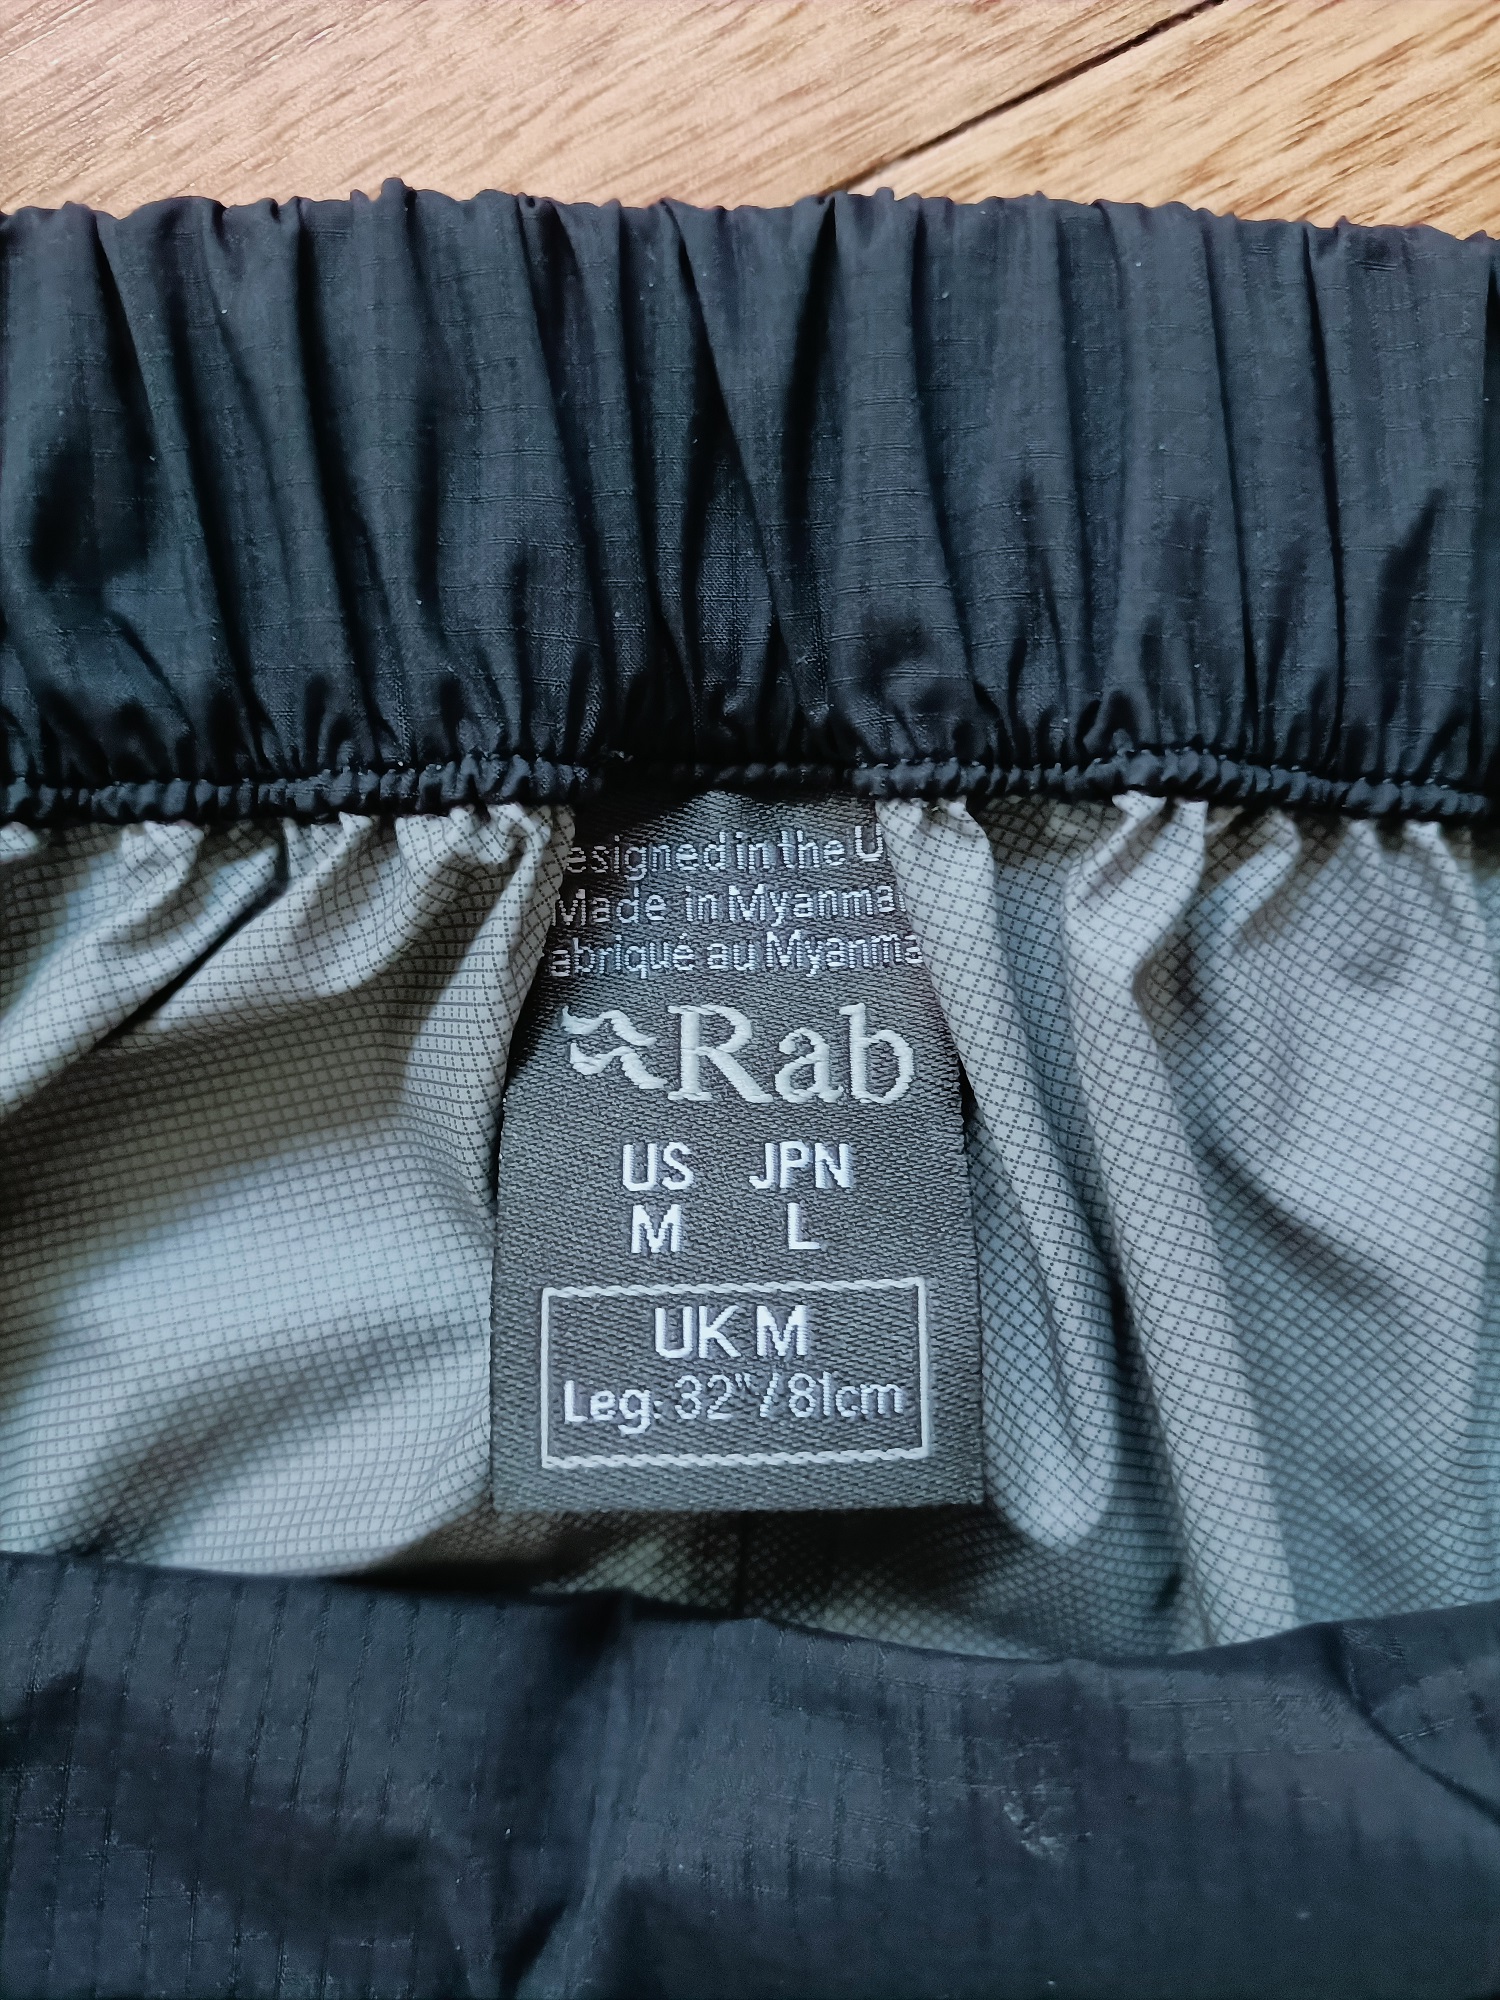 esigned in the U
Made in Myanma
abriqué au Myanma
Rab
US JPN
M L
UK M
Leg: 32"/81cm